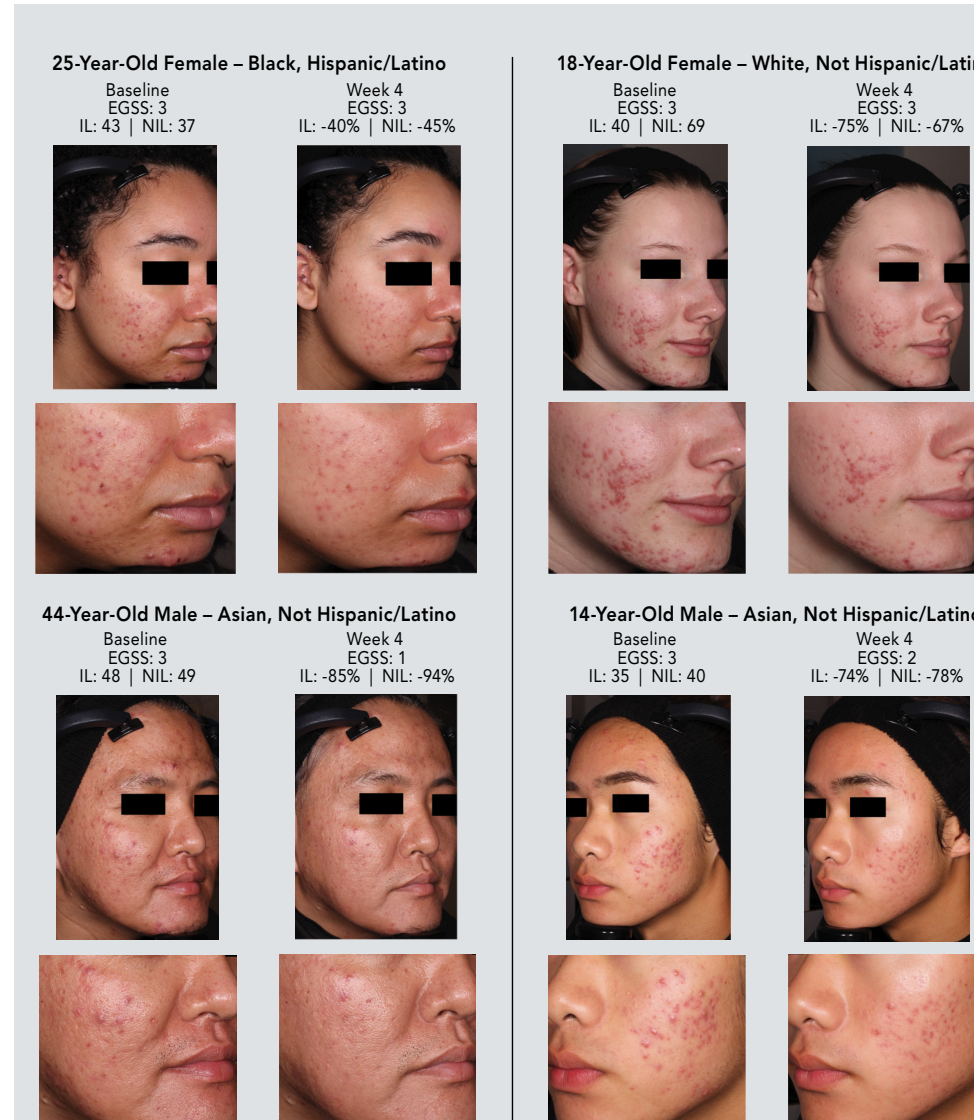 25-Year-Old Female – Black, Hispanic/Latino
Baseline
EGSS: 3
IL: 43 | NIL: 37
Week 4
EGSS: 3
IL: -40% | NIL: -45%
18-Year-Old Female – White, Not
Baseline
EGSS: 3
IL: 40 | NIL: 69
Week 4
EGSS: 3
IL: -75% | NIL: -67%
44-Year-Old Male – Asian, Not Hispanic/Latino
Baseline
EGSS: 3
IL: 48 | NIL: 49
Week 4
EGSS: 1
IL: -85% | NIL: -94%
14-Year-Old Male – Asian, Not Hispanic/Latino
Baseline
EGSS: 3
IL: 35 | NIL: 40
Week 4
EGSS: 2
IL: -74% | NIL: -78%